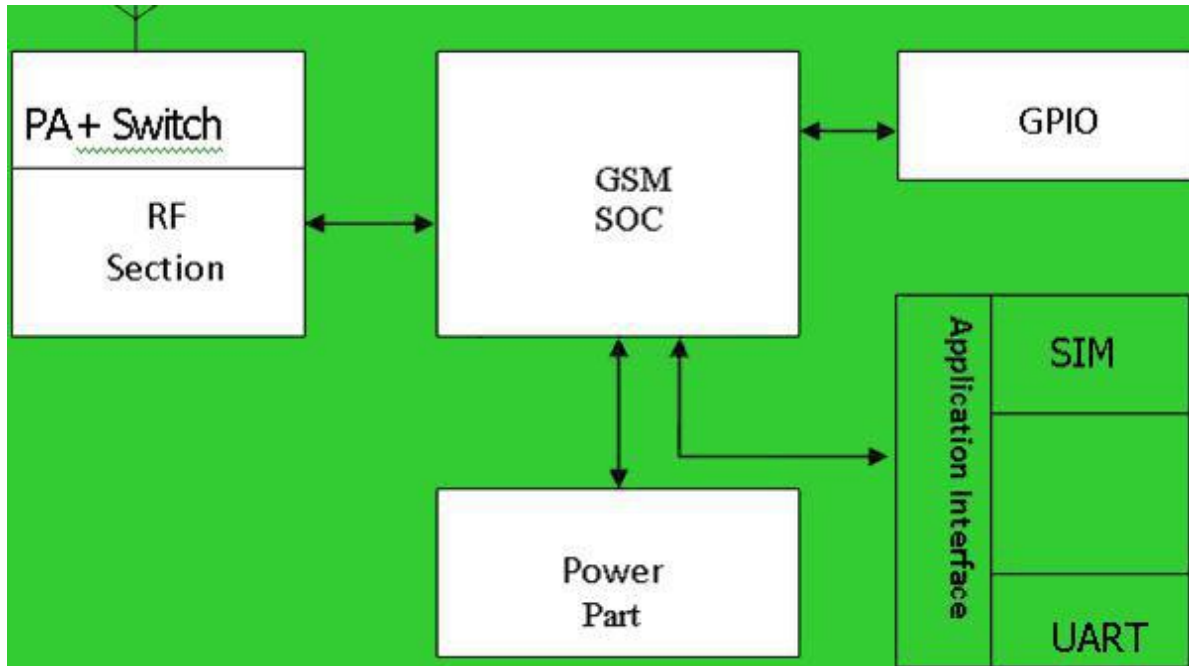 PA+ Switch
RF
Section
GSM
SOC
GPIO
Application Interface
SIM
UART
Power
Part